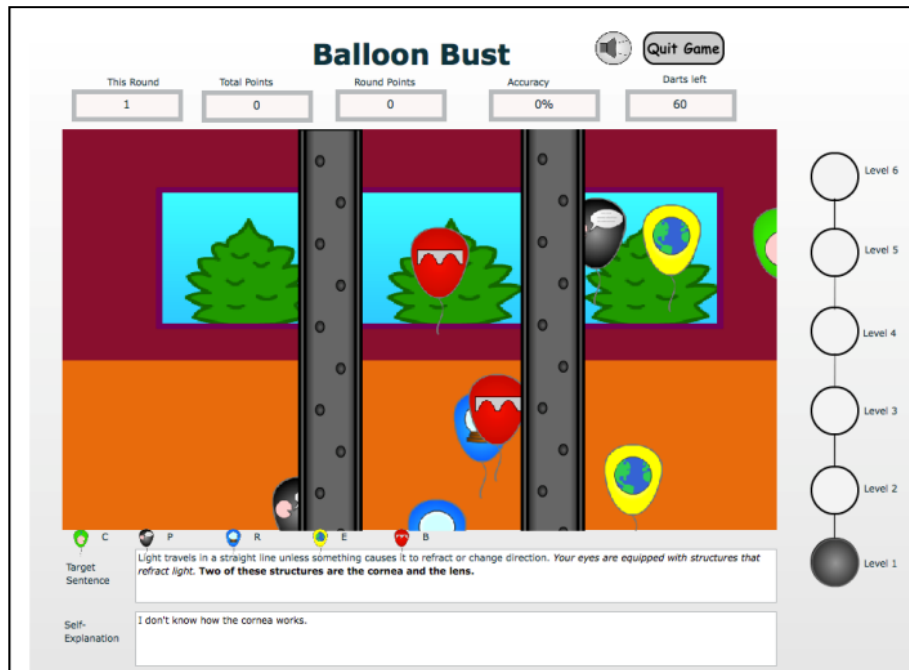 Balloon Bust
Quit Game
This Round
Total Points
Round Points
Accuracy
Darts left
1
0
0
0%
60
Level 6
Level 5
Level 4
Level 3
Level 2
Level 1
C P R E B
Target
Sentence
Light travels in a straight line unless something causes it to refract or change direction. Your eyes are equipped with structures that
refract light. Two of these structures are the cornea and the lens.
Self-
Explanation
I don't know how the cornea works.